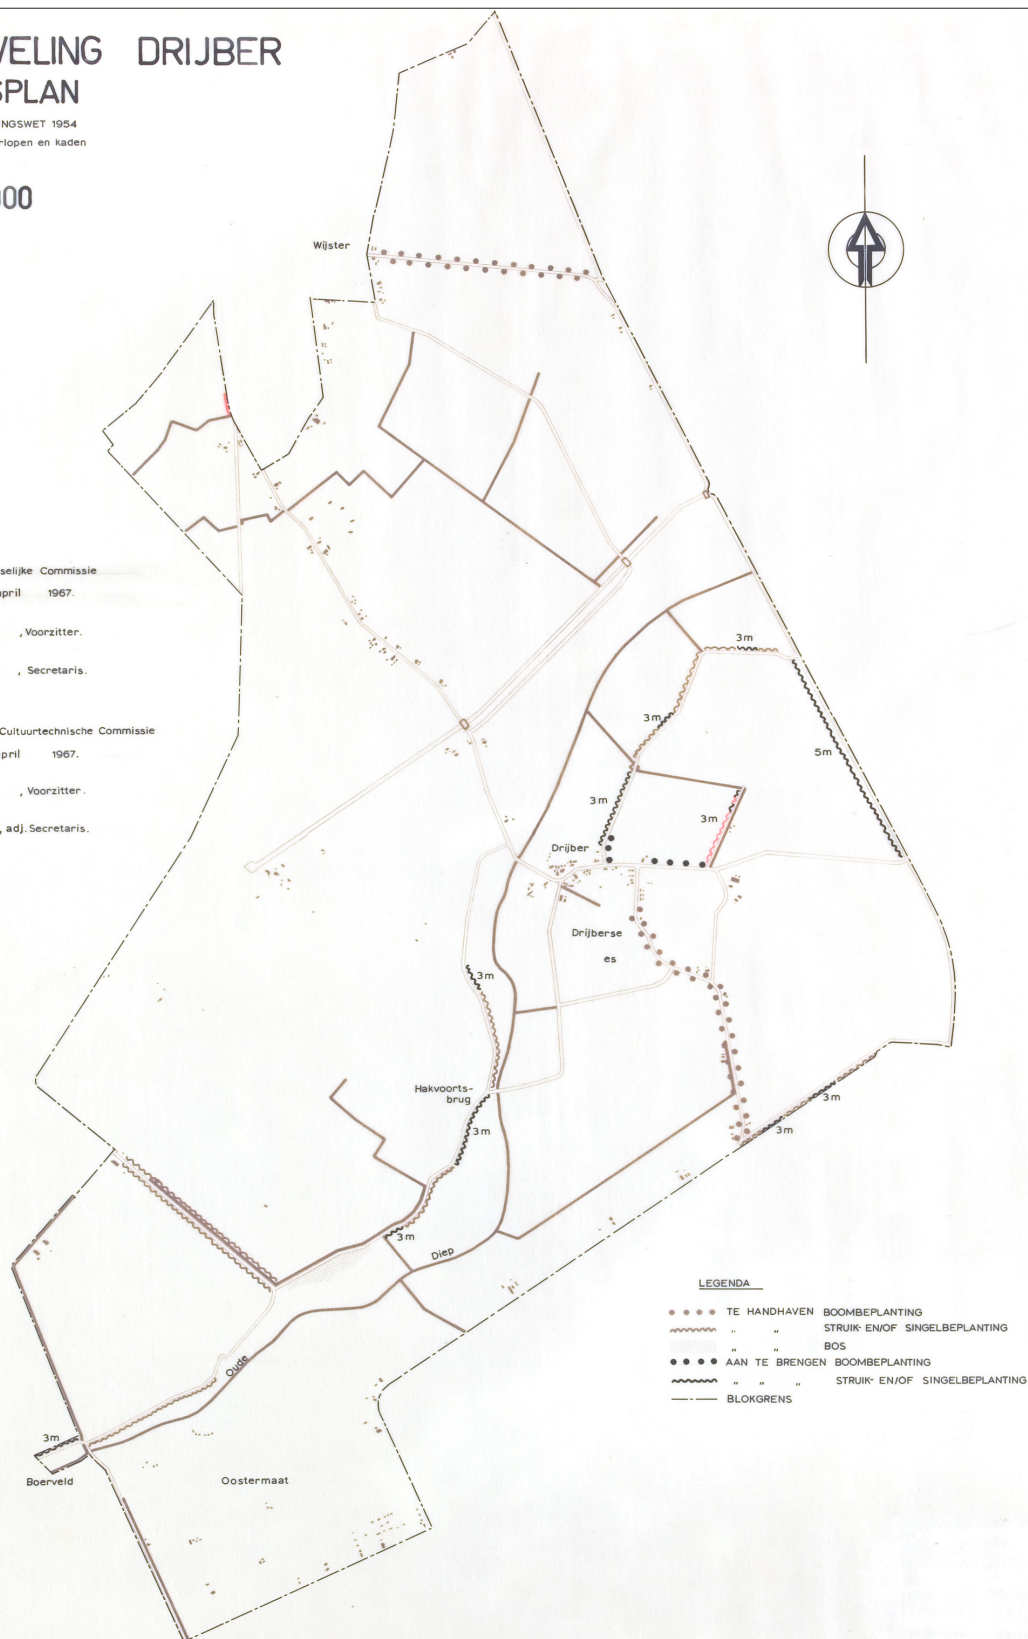 VELING DRIJBER
SPLAN
NGSWET 1954
rlopen en kaden
000
Wijster
selijke Commissie
april 1967.
, Voorzitter.
, Secretaris.
Cultuurtechnische Commissie
pril 1967.
, Voorzitter.
, adj. Secretaris.
3m
3m
5m
3m
3m
Drijber
Drijberse
es
3m
Hakvoorts-
brug
3m
3m
3m
3m
Diep
Oude
3m
Boerveld
Oostermaat
LEGENDA
TE HANDHAVEN BOOMBEPLANTING
" " STRUIK- EN/OF SINGELBEPLANTING
" " BOS
AAN TE BRENGEN BOOMBEPLANTING
" " " STRUIK- EN/OF SINGELBEPLANTING
BLOKGRENS